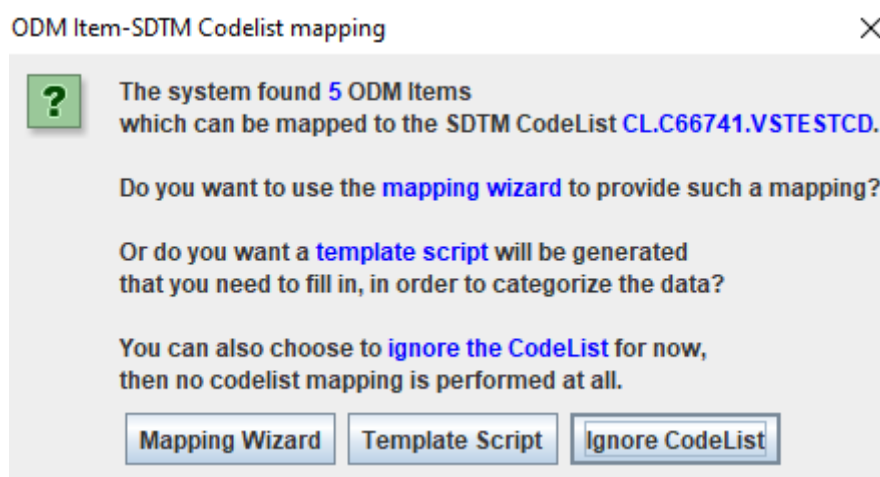 ODM Item-SDTM Codelist mapping
?
The system found 5 ODM Items
which can be mapped to the SDTM CodeList CL.C66741.VSTESTCD.
Do you want to use the mapping wizard to provide such a mapping?
Or do you want a template script will be generated
that you need to fill in, in order to categorize the data?
You can also choose to ignore the CodeList for now,
then no codelist mapping is performed at all.
Mapping Wizard Template Script Ignore CodeList